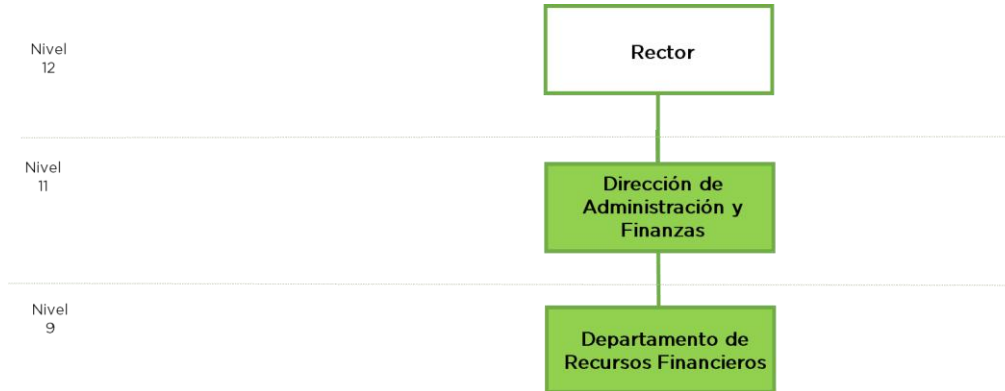 Nivel
12
Rector
Nivel
11
Dirección de
Administración y
Finanzas
Nivel
9
Departamento de
Recursos Financieros